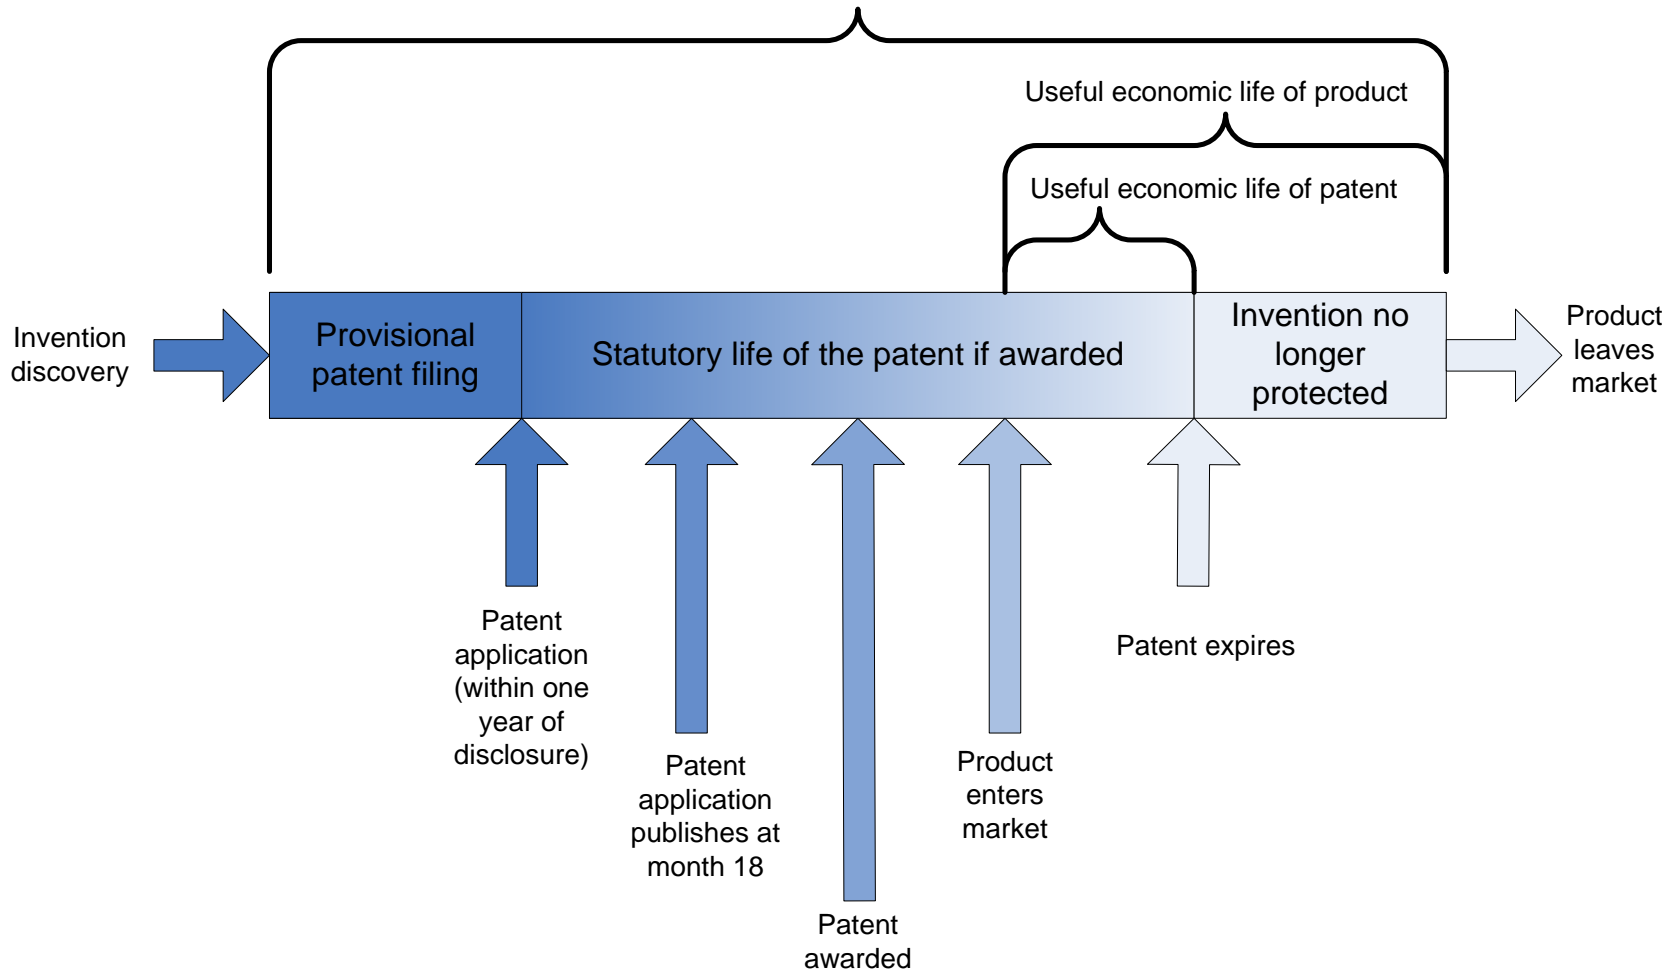 Useful economic life of product
Useful economic life of patent
Invention
discovery
Provisional
patent filing
Statutory life of the patent if awarded
Invention no
longer
protected
Product
leaves
market
Patent
application
(within one
year of
disclosure)
Patent
application
publishes at
month 18
Patent
awarded
Product
enters
market
Patent expires